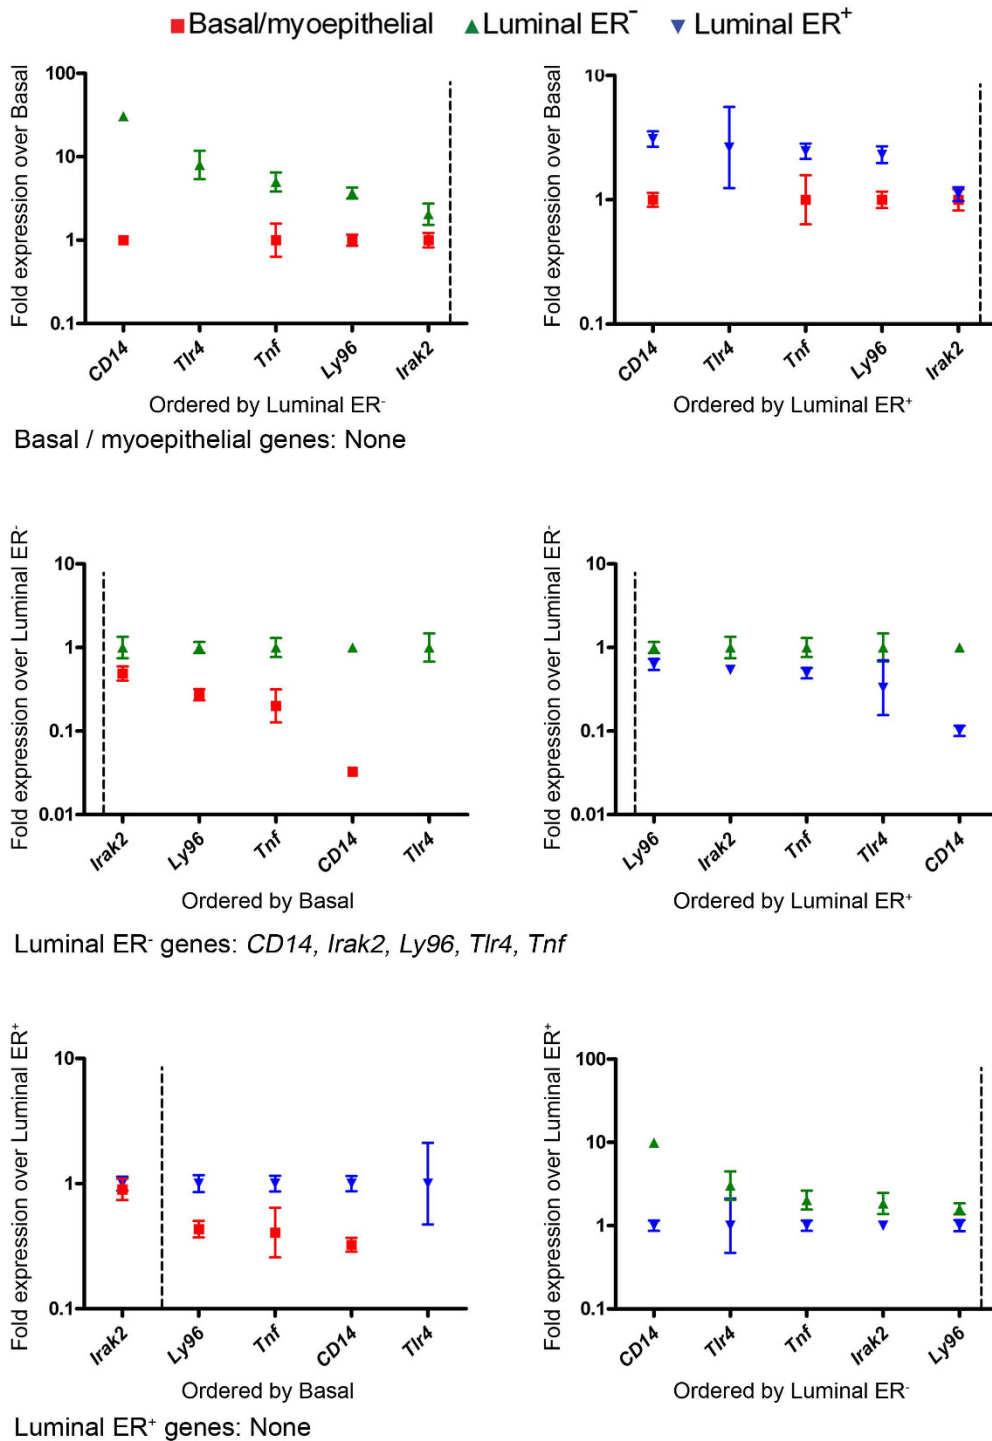 Basal/myoepithelial Luminal ER⁻ Luminal ER⁺
Fold expression over Basal
100
10
1
0.1
CD14 Tlr4 Tnf Ly96 Irak2
Ordered by Luminal ER⁻
Fold expression over Basal
10
1
0.1
CD14 Tlr4 Tnf Ly96 Irak2
Ordered by Luminal ER⁺
Basal / myoepithelial genes: None
Fold expression over Luminal ER⁻
10
1
0.1
0.01
Irak2 Ly96 Tnf CD14 Tlr4
Ordered by Basal
Fold expression over Luminal ER⁻
10
1
0.1
0.01
Ly96 Irak2 Tnf Tlr4 CD14
Ordered by Luminal ER⁺
Luminal ER⁻ genes: CD14, Irak2, Ly96, Tlr4, Tnf
Fold expression over Luminal ER⁺
10
1
0.1
Irak2 Ly96 Tnf CD14 Tlr4
Ordered by Basal
Fold expression over Luminal ER⁺
100
10
1
0.1
CD14 Tlr4 Tnf Irak2 Ly96
Ordered by Luminal ER⁻
Luminal ER⁺ genes: None